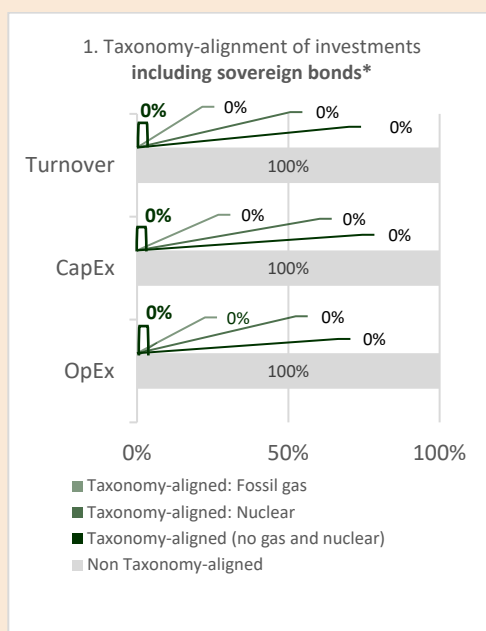 1. Taxonomy-alignment of investments
including sovereign bonds*
0% 0% 0% 0%
Turnover 100%
0% 0% 0% 0%
CapEx 100%
0% 0% 0% 0%
OpEx 100%
0% 50% 100%
Taxonomy-aligned: Fossil gas
Taxonomy-aligned: Nuclear
Taxonomy-aligned (no gas and nuclear)
Non Taxonomy-aligned